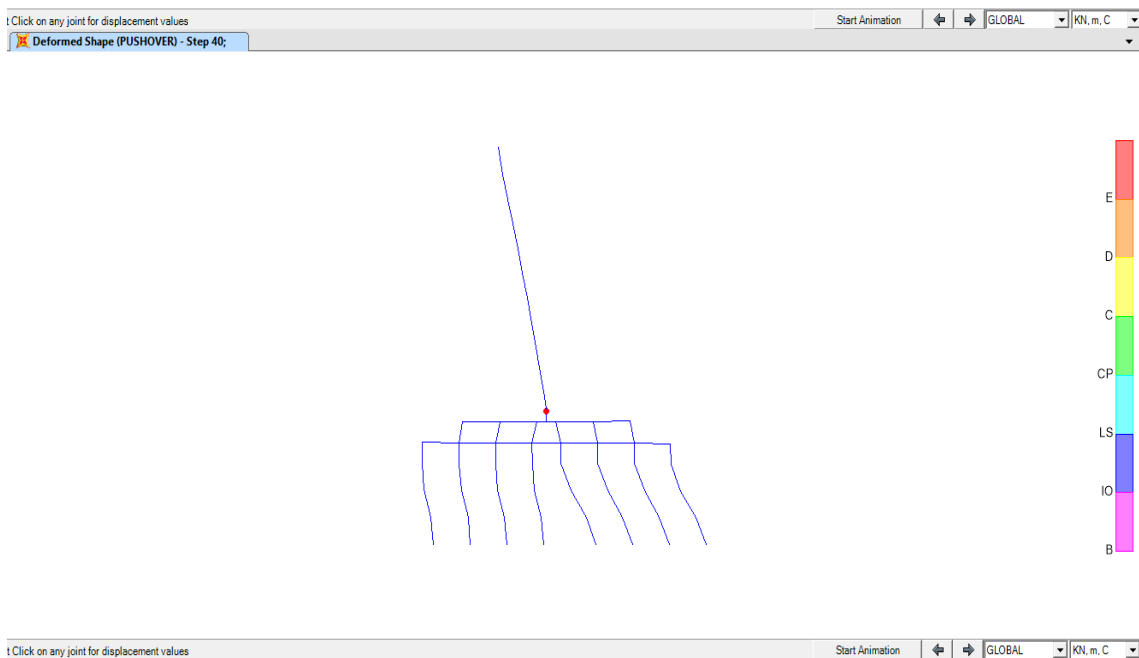 t Click on any joint for displacement values Start Animation GLOBAL KN, m, C
Deformed Shape (PUSHOVER) - Step 40;
E
D
C
CP
LS
IO
B
t Click on any joint for displacement values Start Animation GLOBAL KN, m, C